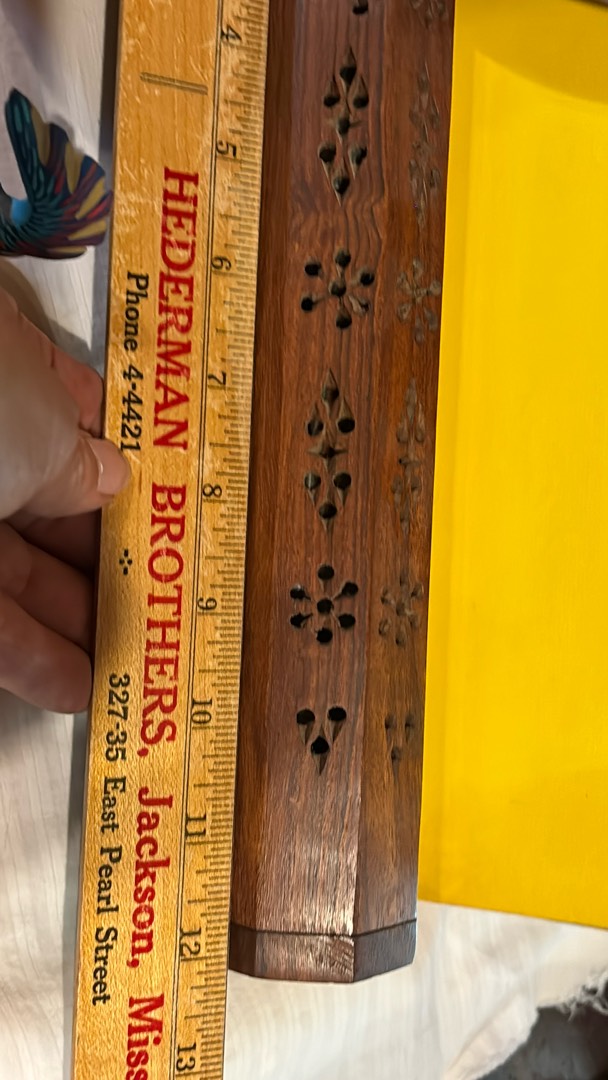 4 5 6 7 8 9 10 11 12 13
HEDERMAN BROTHERS, Jackson, Miss
Phone 4-4421 ·:· 327-35 East Pearl Street